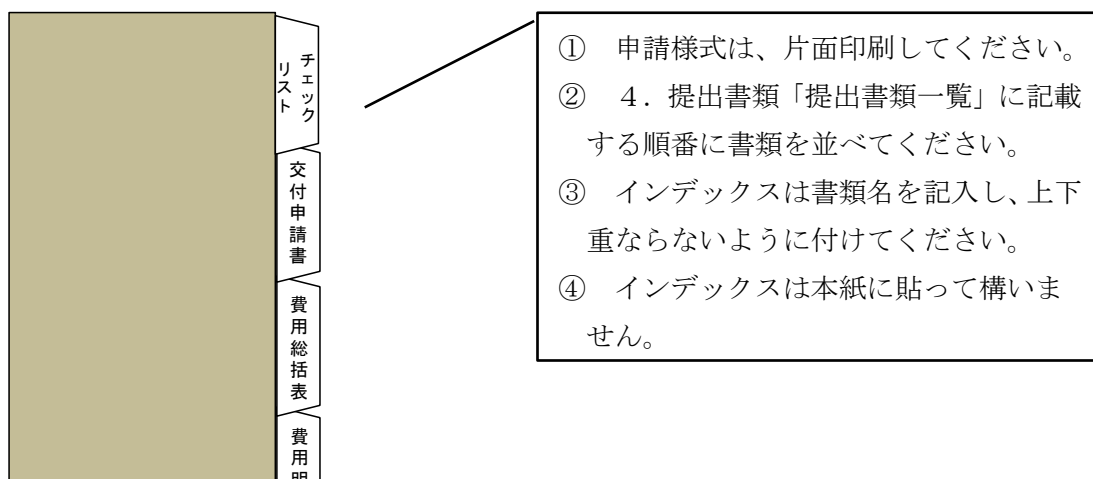 チェック
リスト
交付申請書
費用総括表
費用明
① 申請様式は、片面印刷してください。
② 4．提出書類「提出書類一覧」に記載
する順番に書類を並べてください。
③ インデックスは書類名を記入し、上下
重ならないように付けてください。
④ インデックスは本紙に貼って構いま
せん。